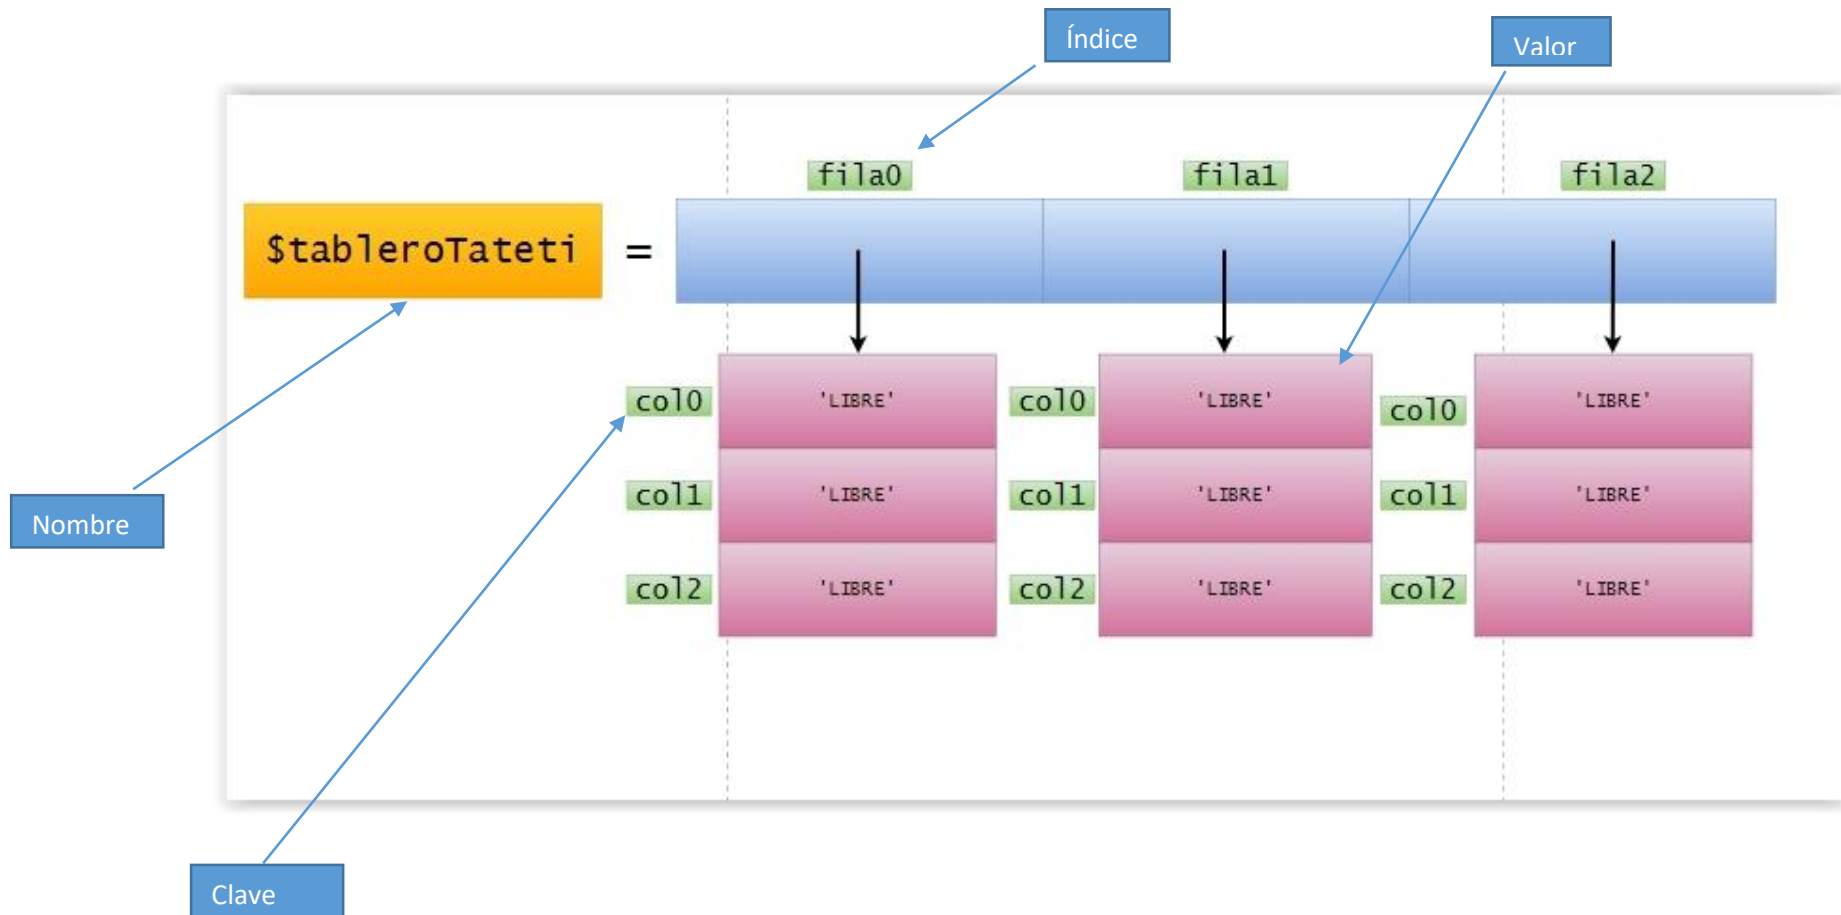 Índice
Valor
fila0 fila1 fila2
$tableroTateti =
col0 'LIBRE' col0 'LIBRE' col0 'LIBRE'
col1 'LIBRE' col1 'LIBRE' col1 'LIBRE'
Nombre
col2 'LIBRE' col2 'LIBRE' col2 'LIBRE'
Clave